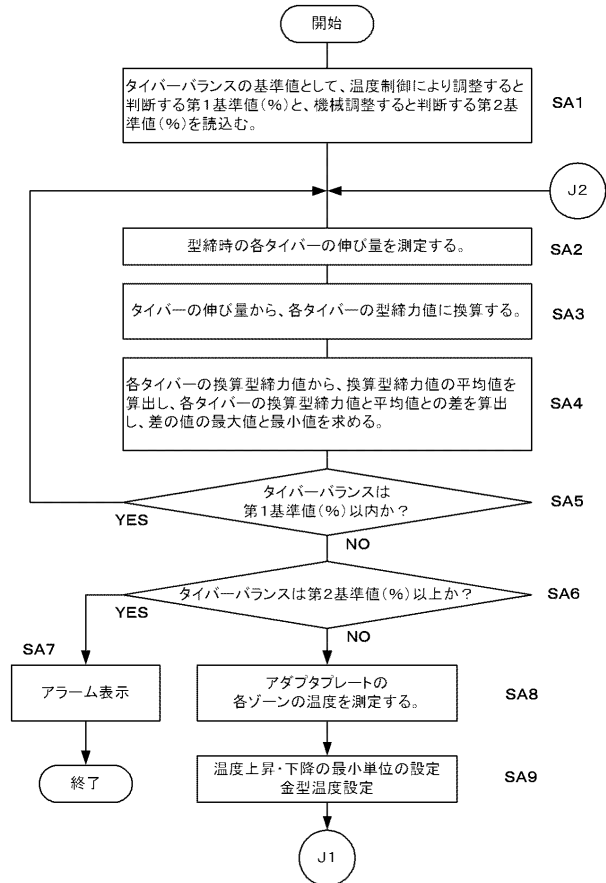 開始
タイバーバランスの基準値として、温度制御により調整すると
判断する第1基準値(%)と、機械調整すると判断する第2基
準値(%)を読込む。
SA1
J2
型締時の各タイバーの伸び量を測定する。
SA2
タイバーの伸び量から、各タイバーの型締力値に換算する。
SA3
各タイバーの換算型締力値から、換算型締力値の平均値を
算出し、各タイバーの換算型締力値と平均値との差を算出
し、差の値の最大値と最小値を求める。
SA4
タイバーバランスは
第1基準値(%)以内か?
SA5
YES
NO
タイバーバランスは第2基準値(%)以上か?
SA6
YES
NO
SA7
アラーム表示
アダプタプレートの
各ゾーンの温度を測定する。
SA8
終了
温度上昇・下降の最小単位の設定
金型温度設定
SA9
J1